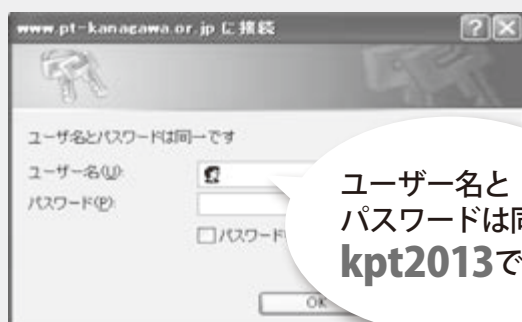 www.pt-kanagawa.or.jp に接続
ユーザ名とパスワードは同一です
ユーザー名(U):
パスワード(P):
パスワード
OK
ユーザー名と
パスワードは同
kpt2013で